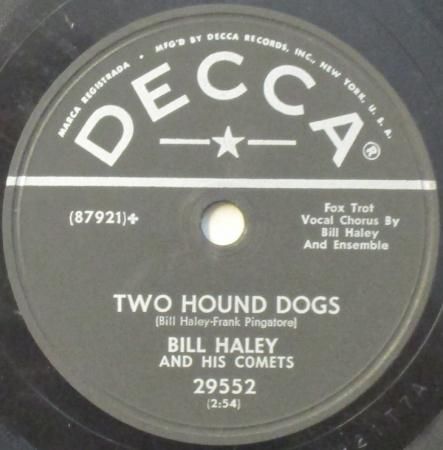 MARCA REGISTRADA • MFG'D BY DECCA RECORDS, INC., NEW YORK, U. S. A.
DECCA®
(87921)+
Fox Trot
Vocal Chorus By
Bill Haley
And Ensemble
TWO HOUND DOGS
(Bill Haley-Frank Pingatore)
BILL HALEY
AND HIS COMETS
29552
(2:54)